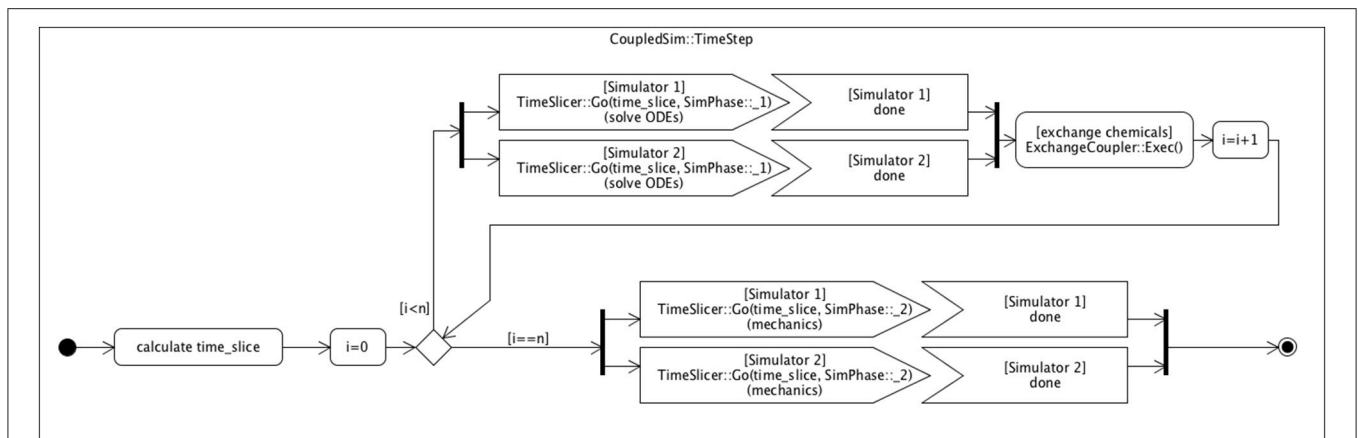 CoupledSim::TimeStep
[Simulator 1]
TimeSlicer::Go(time_slice, SimPhase::_1)
(solve ODEs)
[Simulator 1]
done
[Simulator 2]
TimeSlicer::Go(time_slice, SimPhase::_1)
(solve ODEs)
[Simulator 2]
done
[exchange chemicals]
ExchangeCoupler::Exec()
i=i+1
[i<n]
calculate time_slice
i=0
[i==n]
[Simulator 1]
TimeSlicer::Go(time_slice, SimPhase::_2)
(mechanics)
[Simulator 1]
done
[Simulator 2]
TimeSlicer::Go(time_slice, SimPhase::_2)
(mechanics)
[Simulator 2]
done